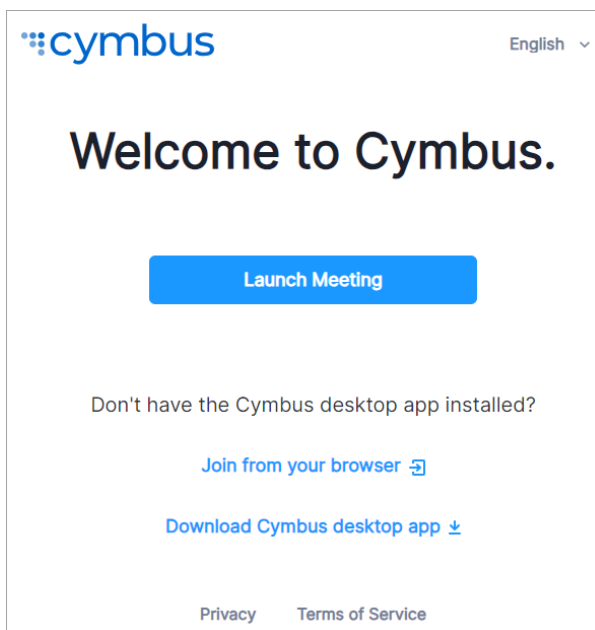 cymbus
English
Welcome to Cymbus.
Launch Meeting
Don't have the Cymbus desktop app installed?
Join from your browser
Download Cymbus desktop app
Privacy Terms of Service